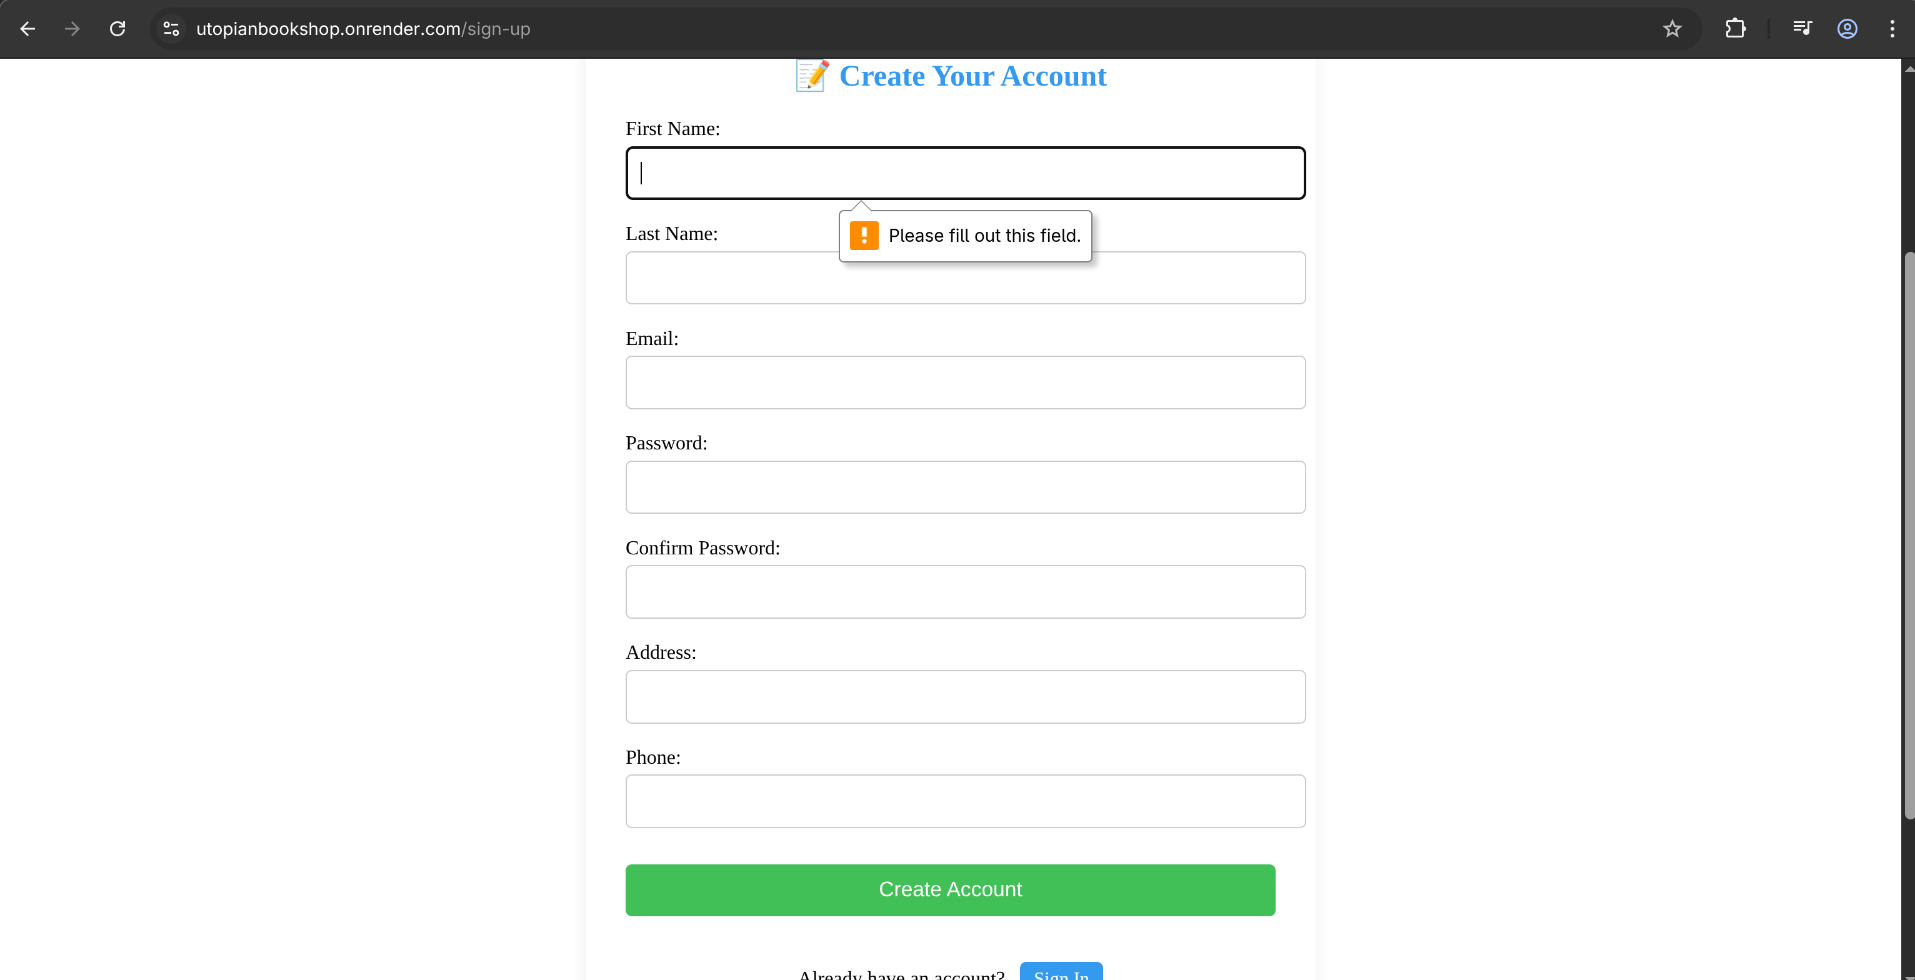 utopianbookshop.onrender.com/sign-up
Create Your Account
First Name:
Please fill out this field.
Last Name:
Email:
Password:
Confirm Password:
Address:
Phone:
Create Account
Already have an account? Sign In